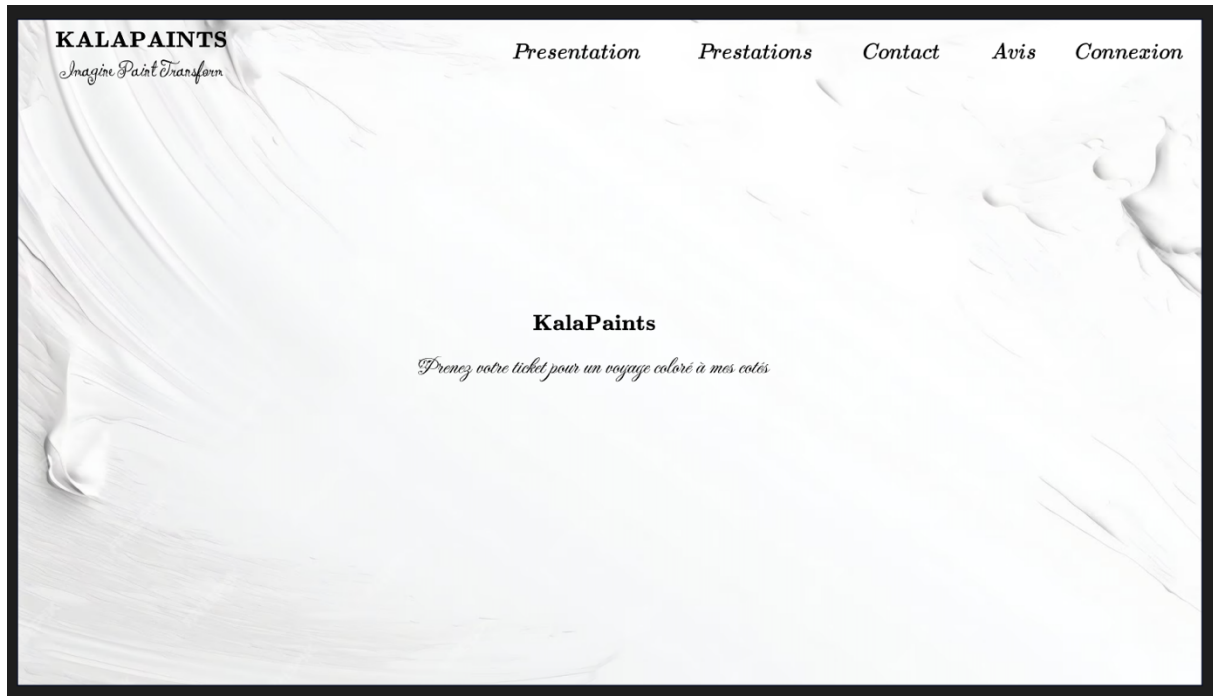 KALAPAINTS
Imagine Paint Transform
Presentation Prestations Contact Avis Connexion
KalaPaints
Prenez votre ticket pour un voyage coloré à mes cotés